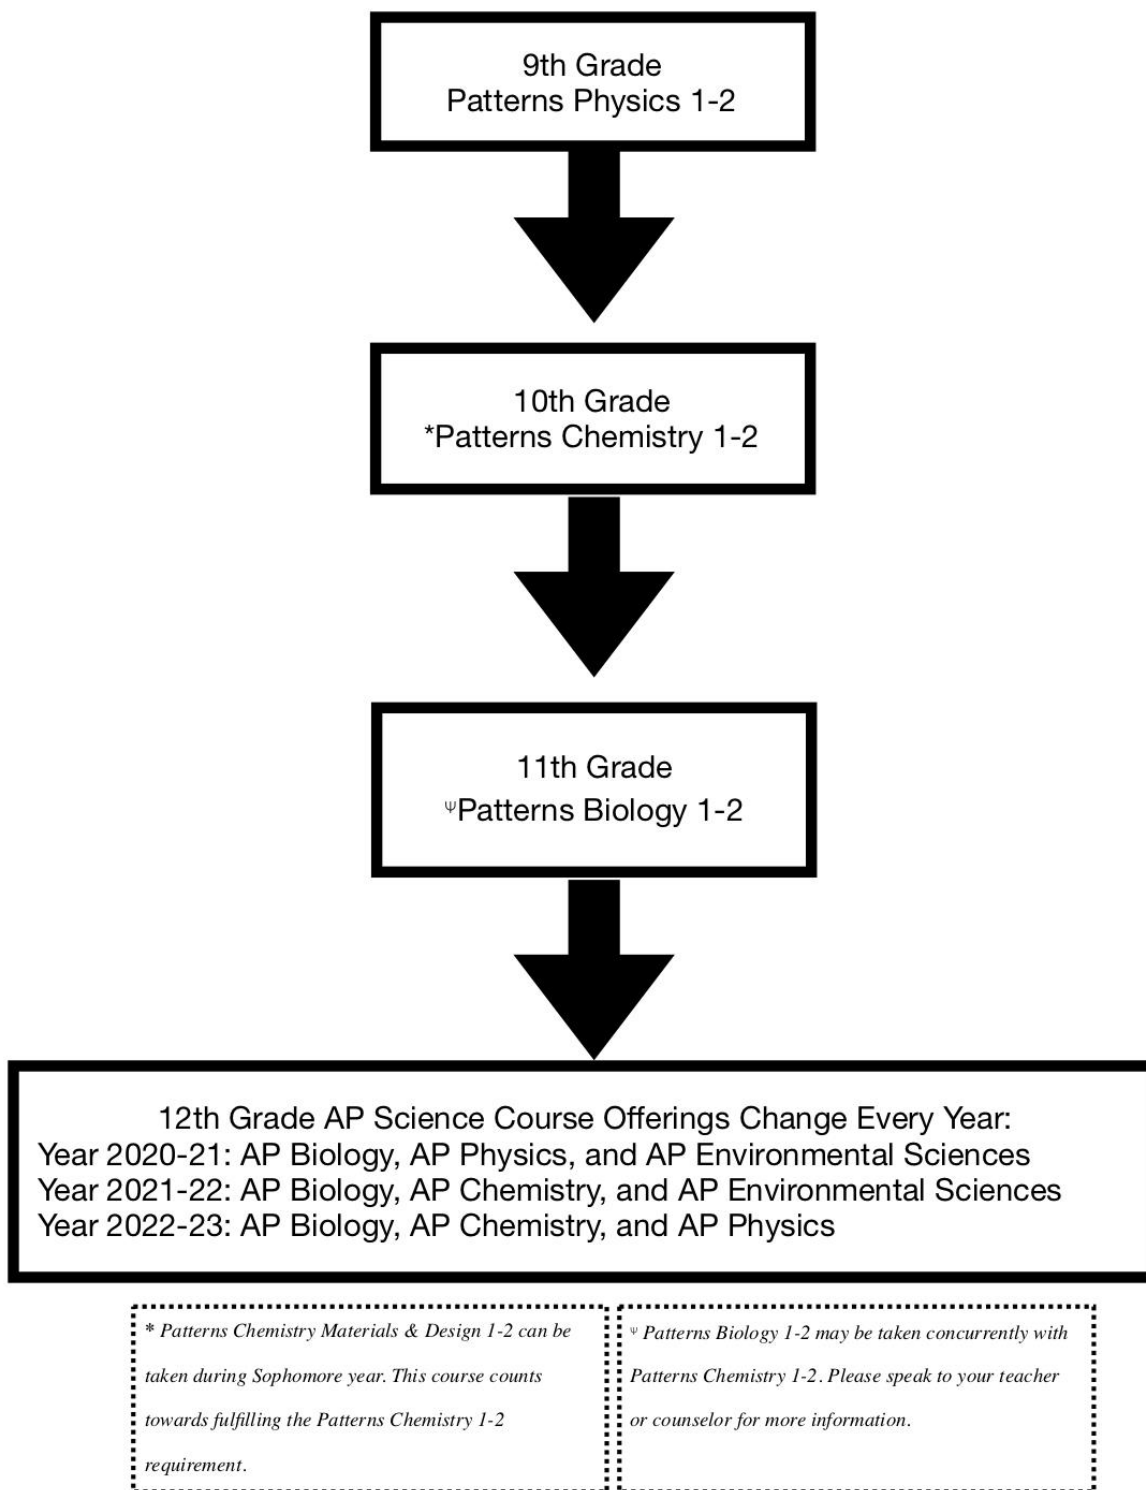 9th Grade
Patterns Physics 1-2
10th Grade
*Patterns Chemistry 1-2
11th Grade
ΨPatterns Biology 1-2
12th Grade AP Science Course Offerings Change Every Year:
Year 2020-21: AP Biology, AP Physics, and AP Environmental Sciences
Year 2021-22: AP Biology, AP Chemistry, and AP Environmental Sciences
Year 2022-23: AP Biology, AP Chemistry, and AP Physics
* Patterns Chemistry Materials & Design 1-2 can be
taken during Sophomore year. This course counts
towards fulfilling the Patterns Chemistry 1-2
requirement.
Ψ Patterns Biology 1-2 may be taken concurrently with
Patterns Chemistry 1-2. Please speak to your teacher
or counselor for more information.